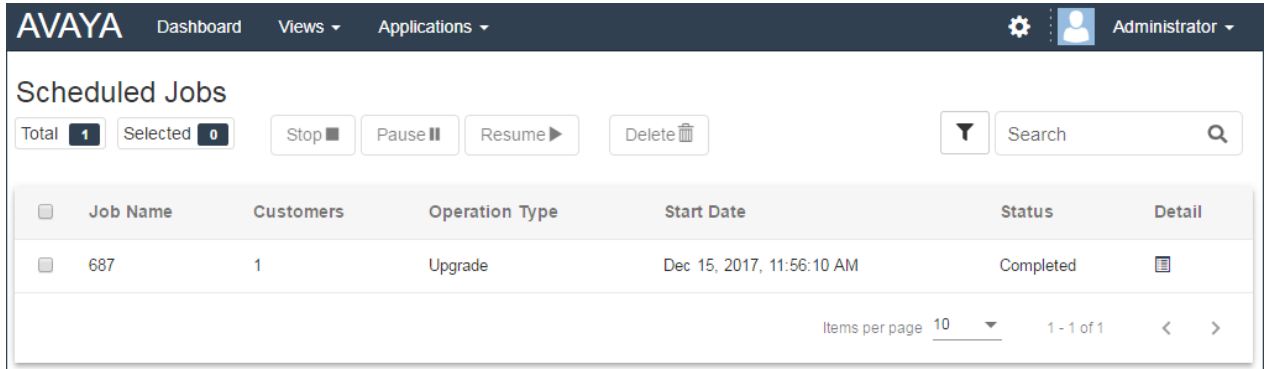 AVAYA Dashboard Views Applications Administrator
Scheduled Jobs
Total 1 Selected 0 Stop Pause Resume Delete Search
Job Name Customers Operation Type Start Date Status Detail
687 1 Upgrade Dec 15, 2017, 11:56:10 AM Completed
Items per page 10 1 - 1 of 1